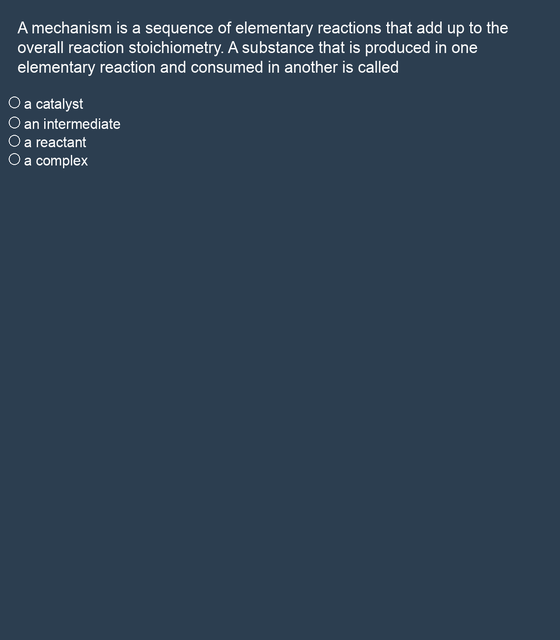 A mechanism is a sequence of elementary reactions that add up to the
overall reaction stoichiometry. A substance that is produced in one
elementary reaction and consumed in another is called
a catalyst
an intermediate
a reactant
a complex